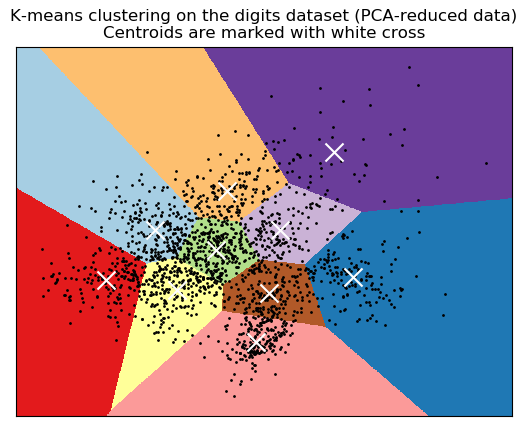 K-means clustering on the digits dataset (PCA-reduced data)
Centroids are marked with white cross